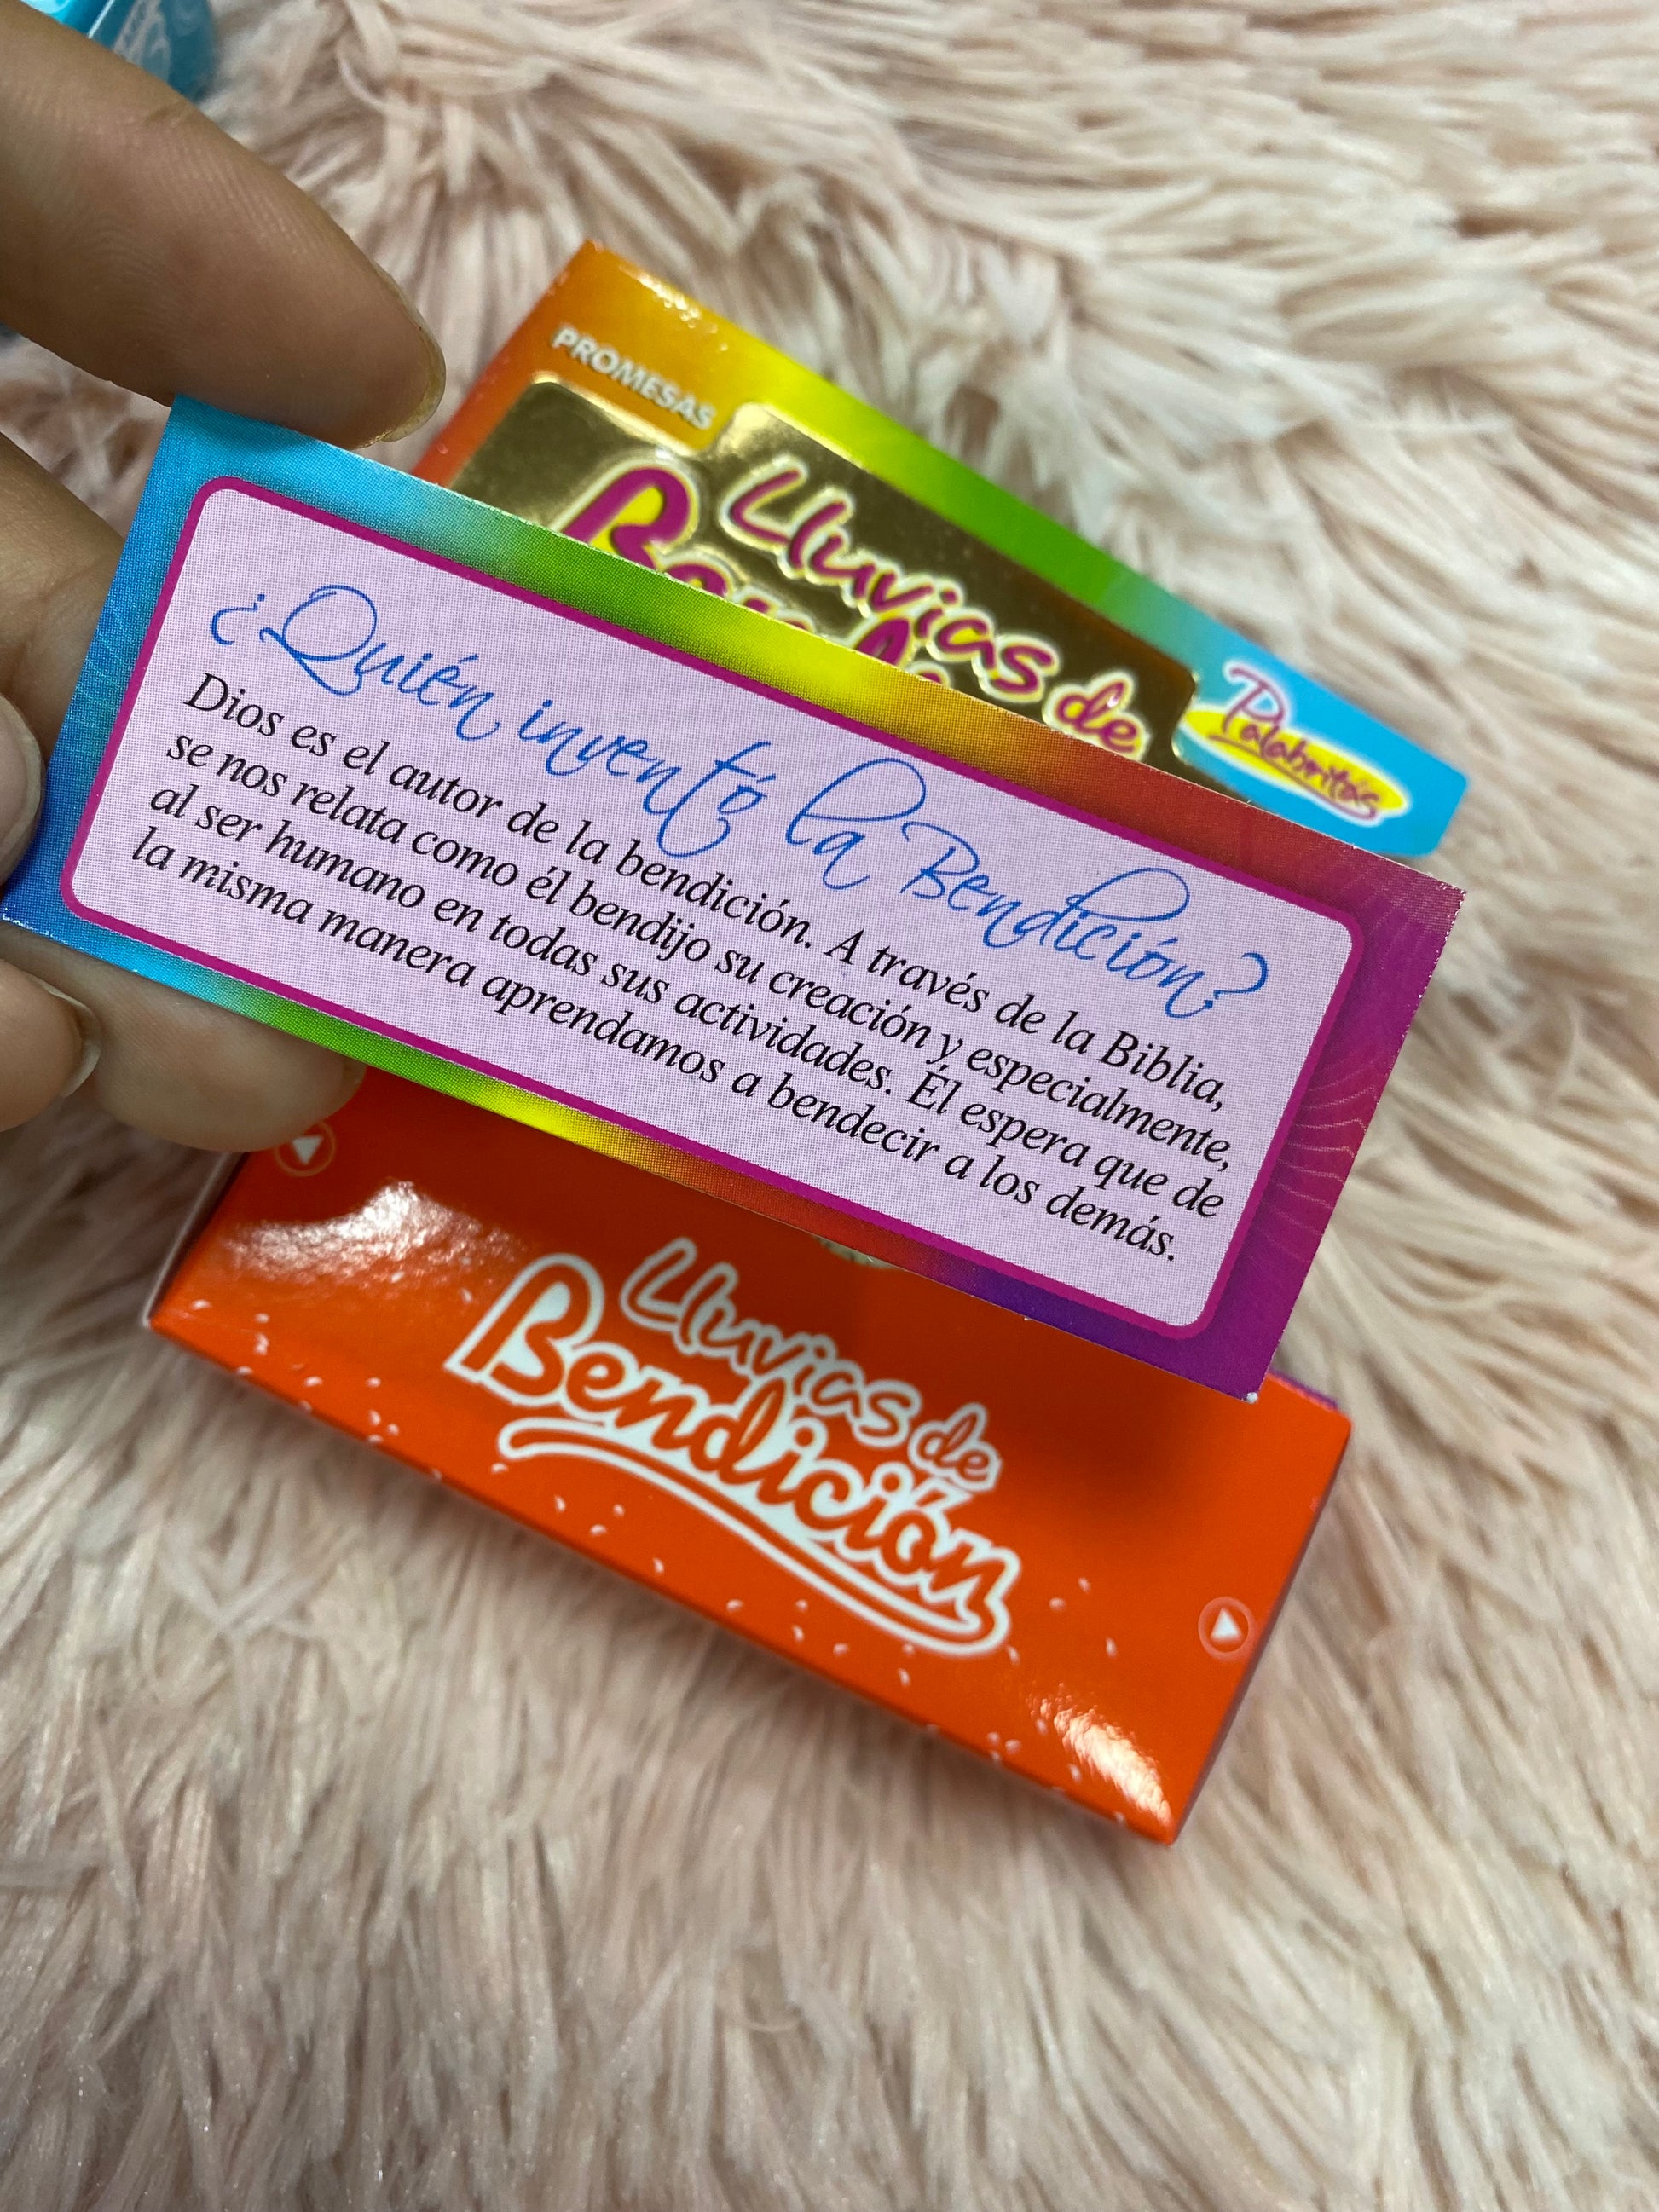 PROMESAS
Lluvias de
Palabritas
¿Quién inventó la Bendición?
Dios es el autor de la bendición. A través de la Biblia,
se nos relata como él bendijo su creación y especialmente,
al ser humano en todas sus actividades. Él espera que de
la misma manera aprendamos a bendecir a los demás.
Lluvias de
Bendición